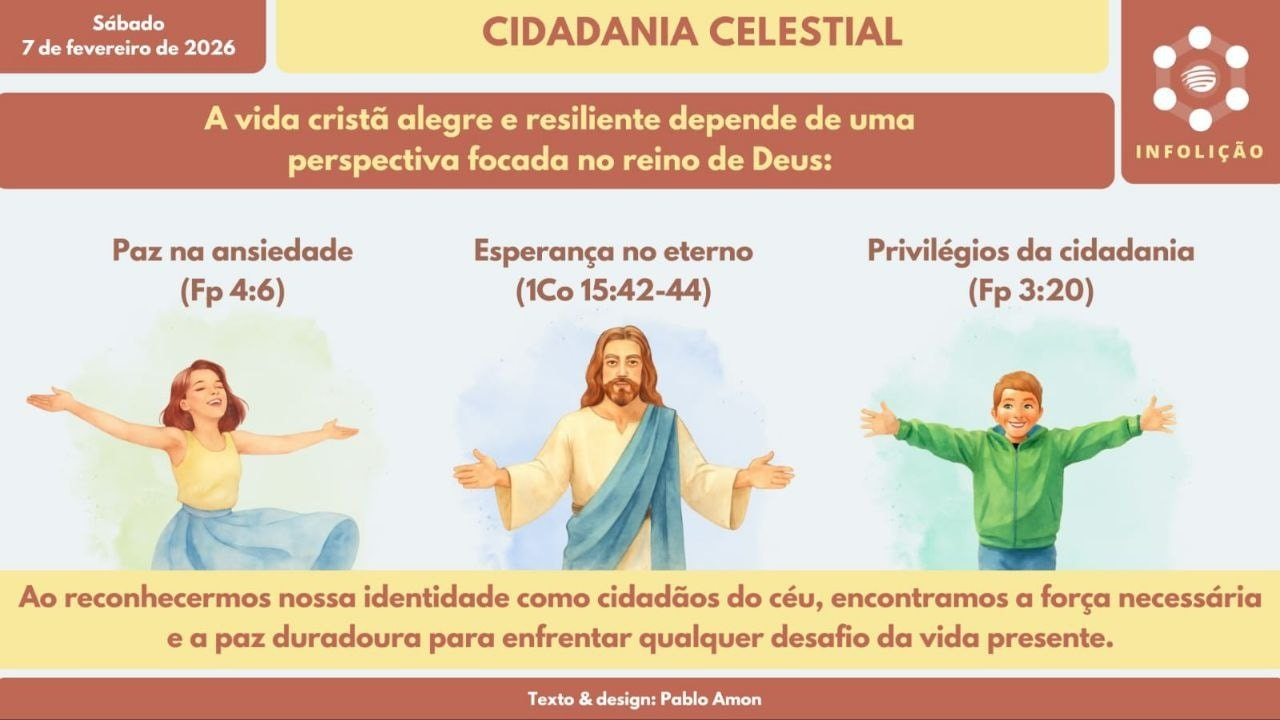 Sábado
7 de fevereiro de 2026
CIDADANIA CELESTIAL
INFOLIÇÃO
A vida cristã alegre e resiliente depende de uma
perspectiva focada no reino de Deus:
Paz na ansiedade
(Fp 4:6)
Esperança no eterno
(1Co 15:42-44)
Privilégios da cidadania
(Fp 3:20)
Ao reconhecermos nossa identidade como cidadãos do céu, encontramos a força necessária
e a paz duradoura para enfrentar qualquer desafio da vida presente.
Texto & design: Pablo Amon